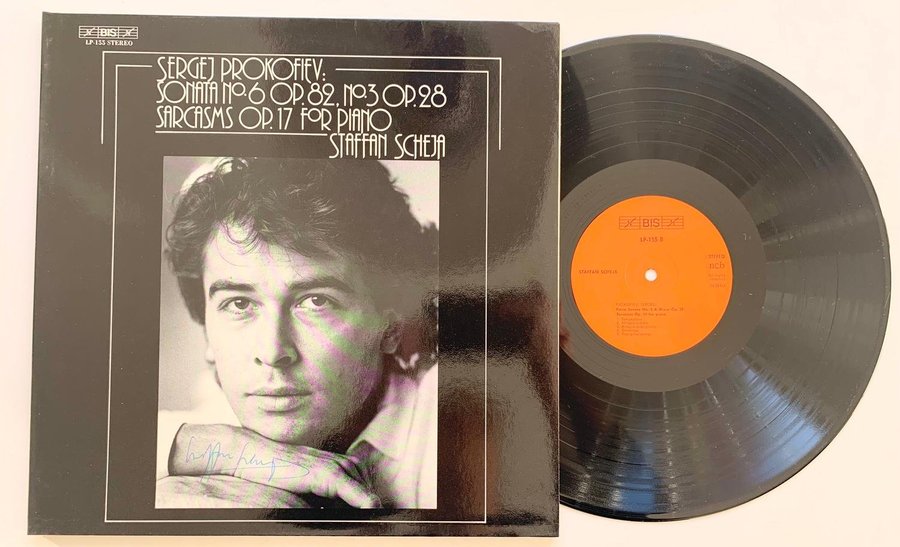 BIS
LP-155 STEREO
SERGEJ PROKOFIEV:
SONATA No. 6 OP. 82, No. 3 OP. 28
SARCASMS OP. 17 FOR PIANO
STAFFAN SCHEJA
BIS
LP-155 B
STAFFAN SCHEJA
STEREO
ncb